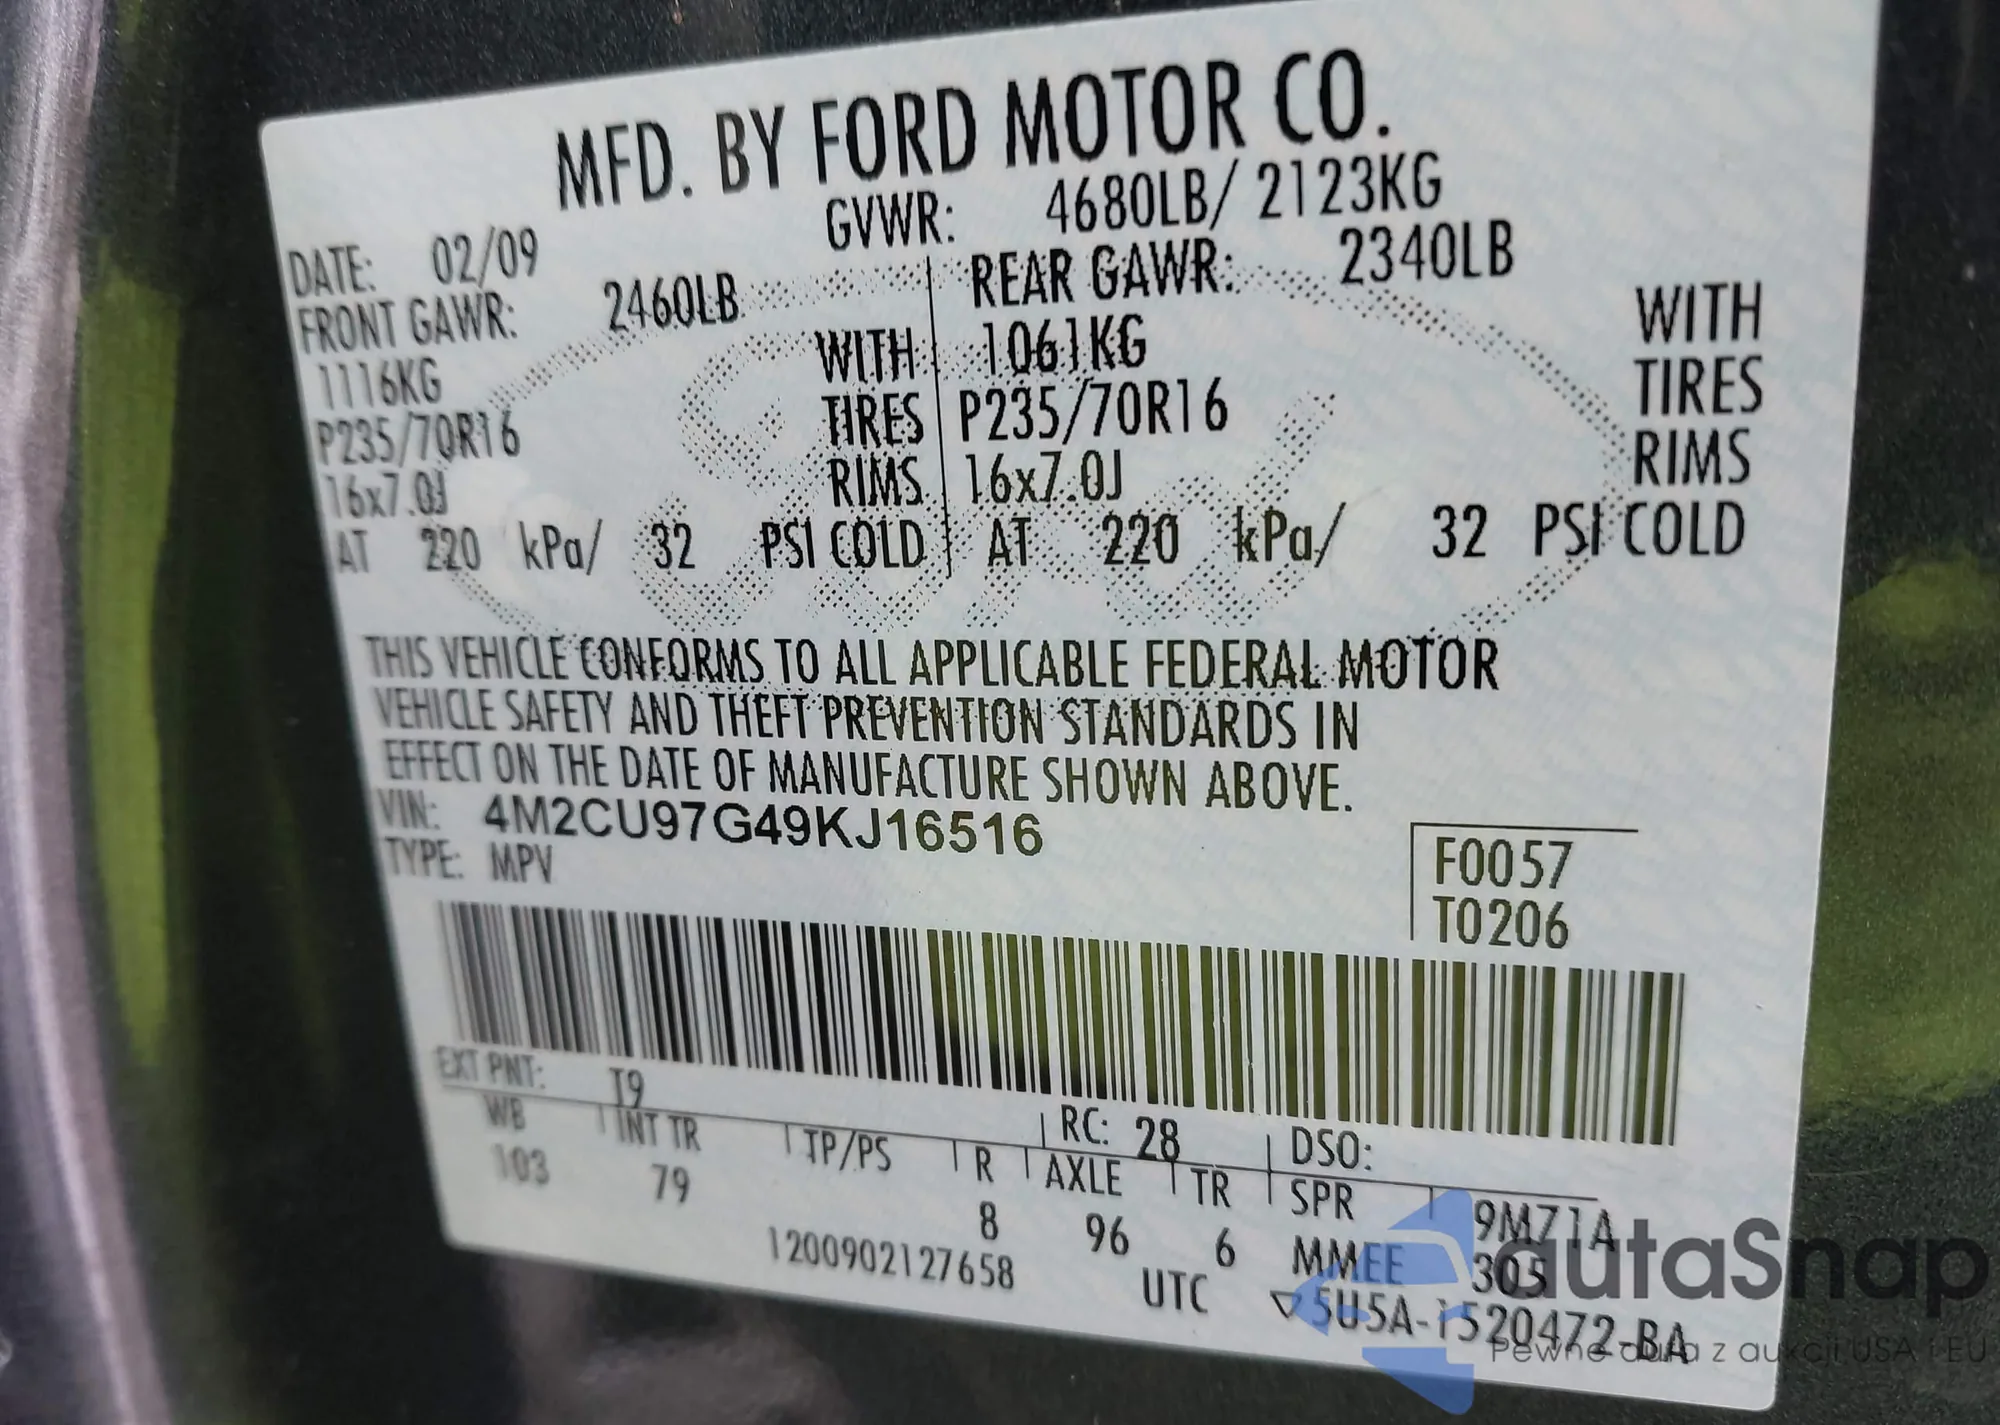 MFD. BY FORD MOTOR CO.
DATE: 02/09 GVWR: 4680LB/ 2123KG
FRONT GAWR: 2460LB REAR GAWR: 2340LB
1116KG WITH 1061KG WITH
P235/70R16 TIRES P235/70R16 TIRES
16x7.0J RIMS 16x7.0J RIMS
AT 220 kPa/ 32 PSI COLD AT 220 kPa/ 32 PSI COLD
THIS VEHICLE CONFORMS TO ALL APPLICABLE FEDERAL MOTOR
VEHICLE SAFETY AND THEFT PREVENTION STANDARDS IN
EFFECT ON THE DATE OF MANUFACTURE SHOWN ABOVE.
VIN: 4M2CU97G49KJ16516
TYPE: MPV
F0057
T0206
EXT PNT: T9 RC: 28 DSO:
WB INT TR TP/PS R AXLE TR SPR 9M71A
103 79 8 96 6 MMEE 305
1200902127658 UTC ▽5U5A-1520472-BA
autaSnap
Pewne auta z aukcji USA i EU